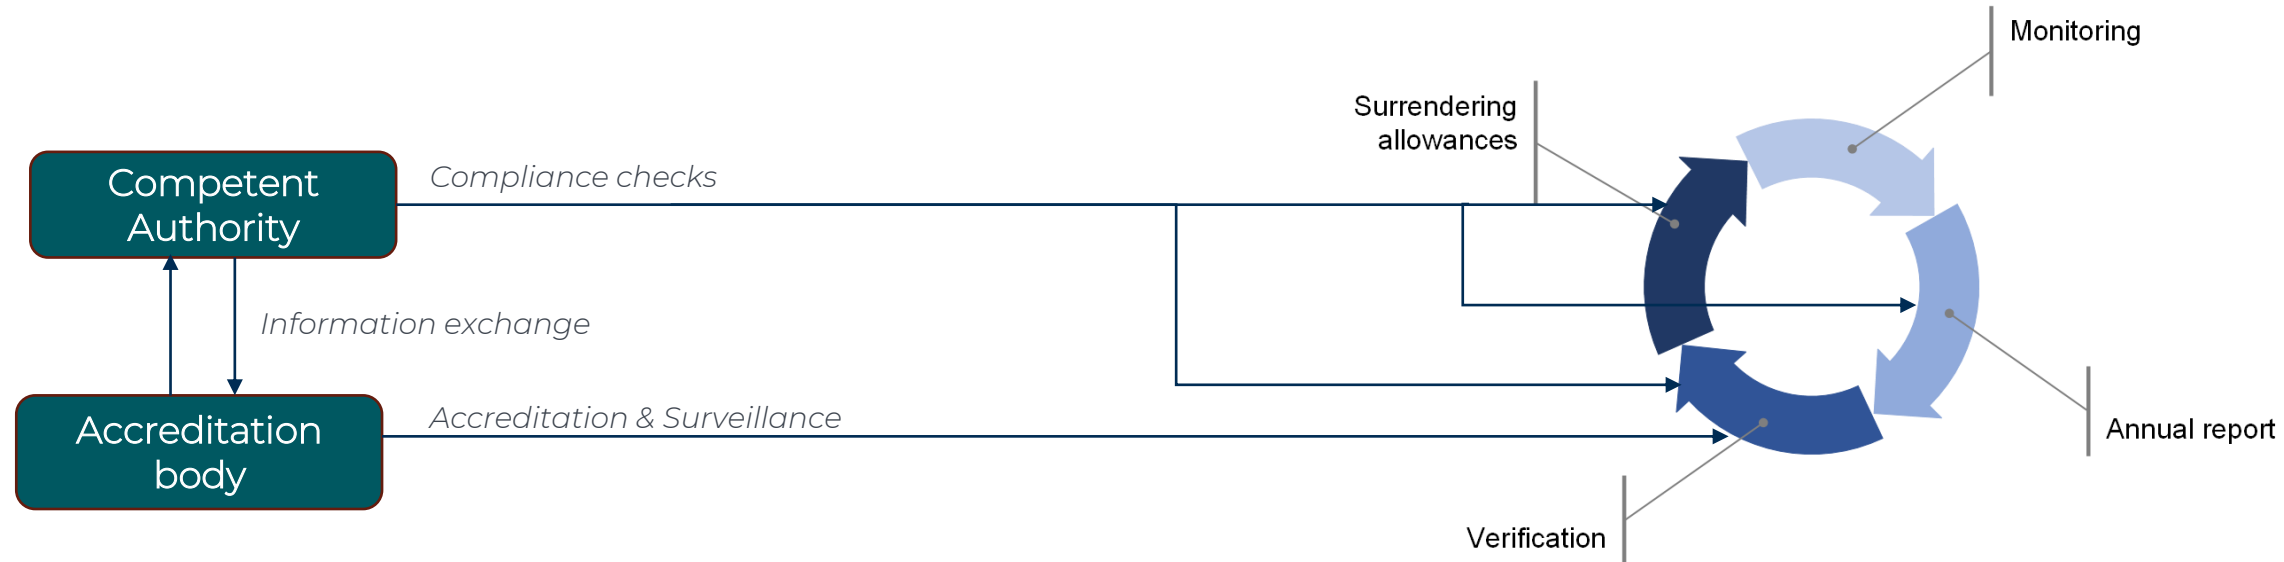 Monitoring
Surrendering
allowances
Competent
Authority
Compliance checks
Information exchange
Accreditation
body
Accreditation & Surveillance
Annual report
Verification